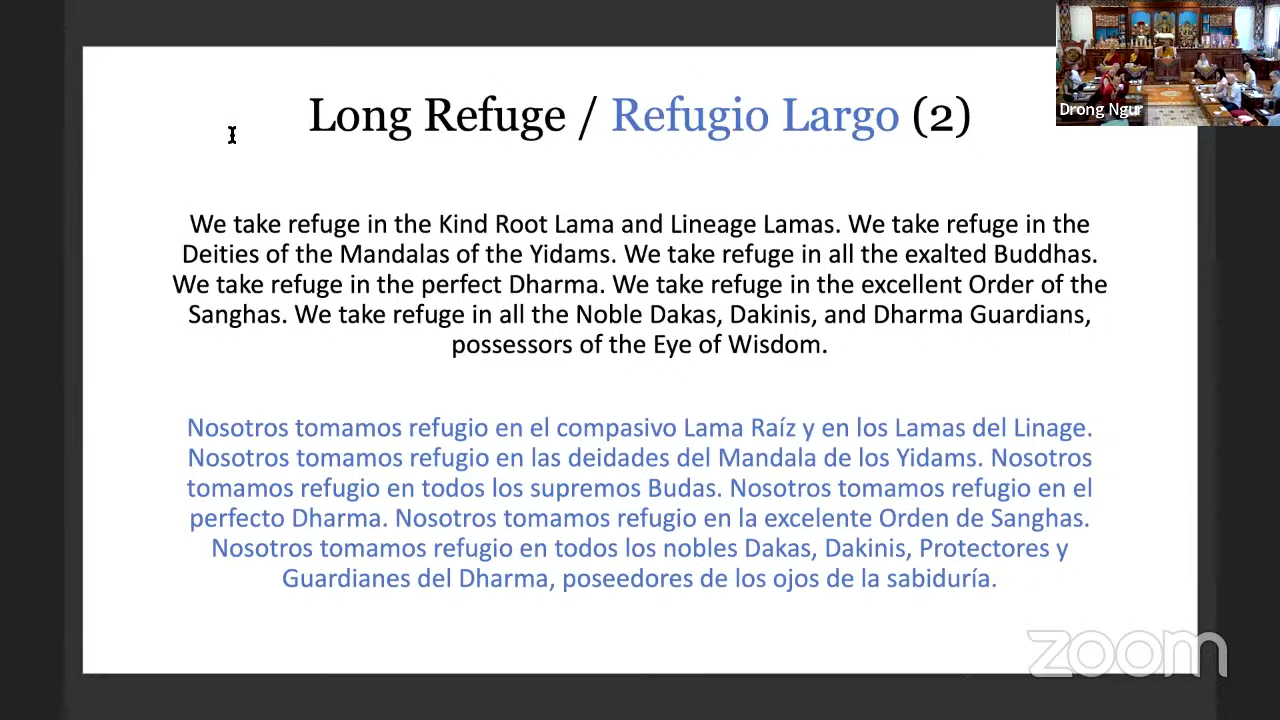 Long Refuge / Refugio Largo (2)
Drong Ngur
We take refuge in the Kind Root Lama and Lineage Lamas. We take refuge in the
Deities of the Mandalas of the Yidams. We take refuge in all the exalted Buddhas.
We take refuge in the perfect Dharma. We take refuge in the excellent Order of the
Sanghas. We take refuge in all the Noble Dakas, Dakinis, and Dharma Guardians,
possessors of the Eye of Wisdom.
Nosotros tomamos refugio en el compasivo Lama Raíz y en los Lamas del Linage.
Nosotros tomamos refugio en las deidades del Mandala de los Yidams. Nosotros
tomamos refugio en todos los supremos Budas. Nosotros tomamos refugio en el
perfecto Dharma. Nosotros tomamos refugio en la excelente Orden de Sanghas.
Nosotros tomamos refugio en todos los nobles Dakas, Dakinis, Protectores y
Guardianes del Dharma, poseedores de los ojos de la sabiduría.
zoom